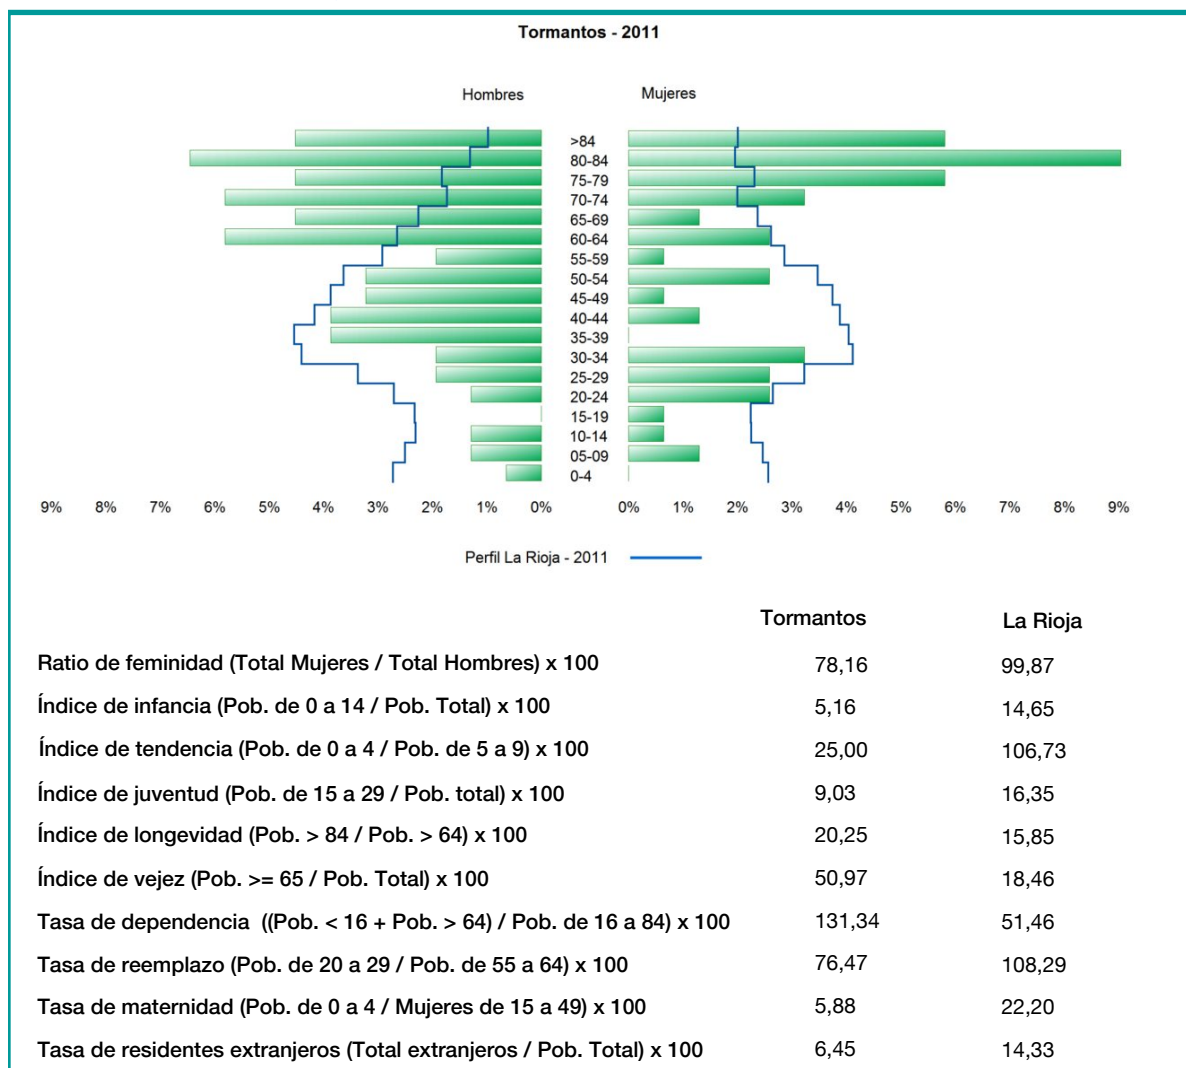 Tormantos - 2011
Hombres
Mujeres
>84
80-84
75-79
70-74
65-69
60-64
55-59
50-54
45-49
40-44
35-39
30-34
25-29
20-24
15-19
10-14
05-09
0-4
9% 8% 7% 6% 5% 4% 3% 2% 1% 0% 0% 1% 2% 3% 4% 5% 6% 7% 8% 9%
Perfil La Rioja - 2011
Tormantos La Rioja
Ratio de feminidad (Total Mujeres / Total Hombres) x 100 78,16 99,87
Índice de infancia (Pob. de 0 a 14 / Pob. Total) x 100 5,16 14,65
Índice de tendencia (Pob. de 0 a 4 / Pob. de 5 a 9) x 100 25,00 106,73
Índice de juventud (Pob. de 15 a 29 / Pob. total) x 100 9,03 16,35
Índice de longevidad (Pob. > 84 / Pob. > 64) x 100 20,25 15,85
Índice de vejez (Pob. >= 65 / Pob. Total) x 100 50,97 18,46
Tasa de dependencia ((Pob. < 16 + Pob. > 64) / Pob. de 16 a 84) x 100 131,34 51,46
Tasa de reemplazo (Pob. de 20 a 29 / Pob. de 55 a 64) x 100 76,47 108,29
Tasa de maternidad (Pob. de 0 a 4 / Mujeres de 15 a 49) x 100 5,88 22,20
Tasa de residentes extranjeros (Total extranjeros / Pob. Total) x 100 6,45 14,33